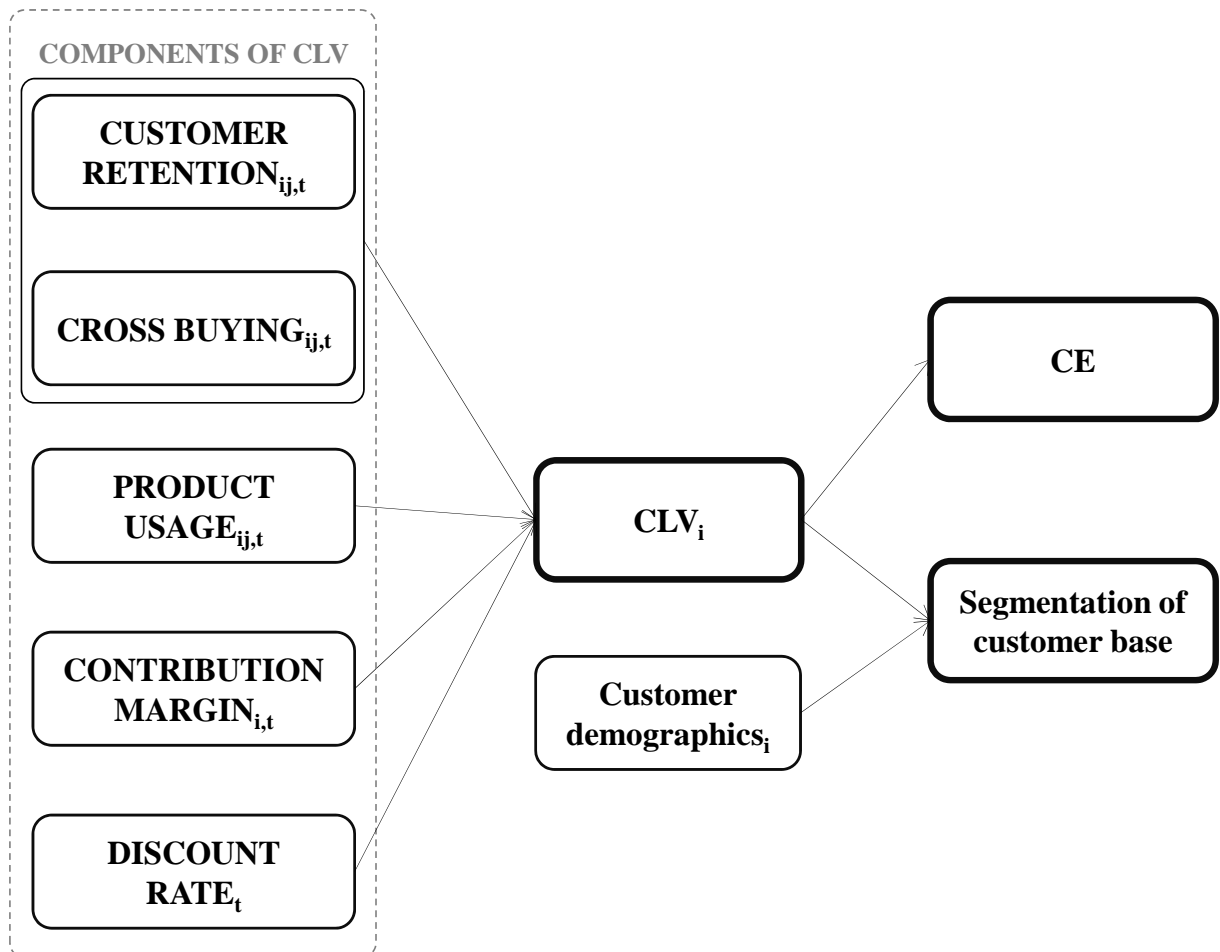 COMPONENTS OF CLV
CUSTOMER
RETENTIONij,t
CROSS BUYINGij,t
PRODUCT
USAGEij,t
CONTRIBUTION
MARGINi,t
DISCOUNT
RATEt
CLVi
Customer
demographicsi
CE
Segmentation of
customer base